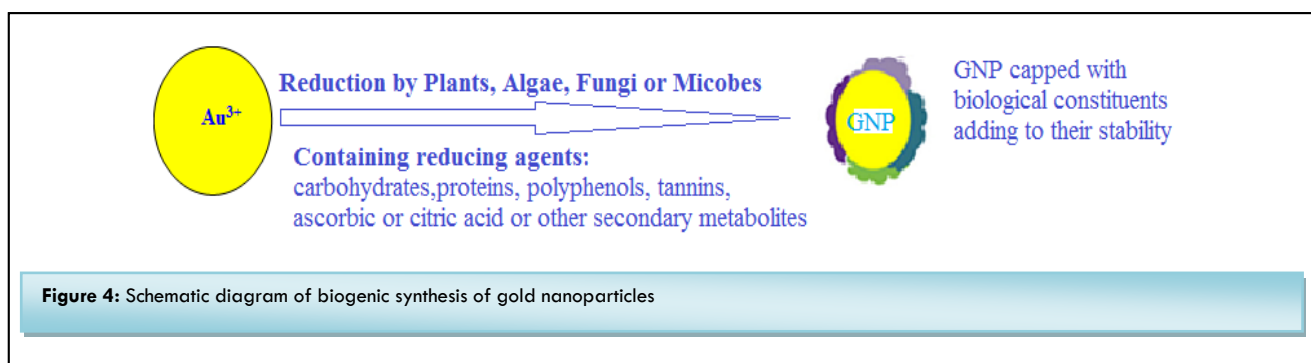 Au³⁺
Reduction by Plants, Algae, Fungi or Micobes
Containing reducing agents:
carbohydrates,proteins, polyphenols, tannins,
ascorbic or citric acid or other secondary metabolites
GNP
GNP capped with
biological constituents
adding to their stability
Figure 4: Schematic diagram of biogenic synthesis of gold nanoparticles